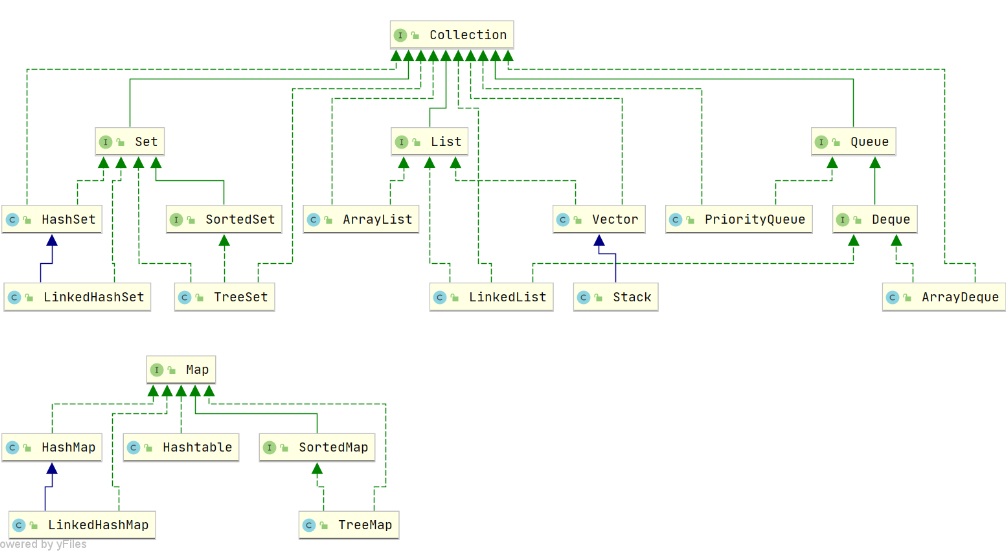 Collection
Set
List
Queue
HashSet
SortedSet
ArrayList
Vector
PriorityQueue
Deque
LinkedHashSet
TreeSet
LinkedList
Stack
ArrayDeque
Map
HashMap
Hashtable
SortedMap
LinkedHashMap
TreeMap
owered by yFiles